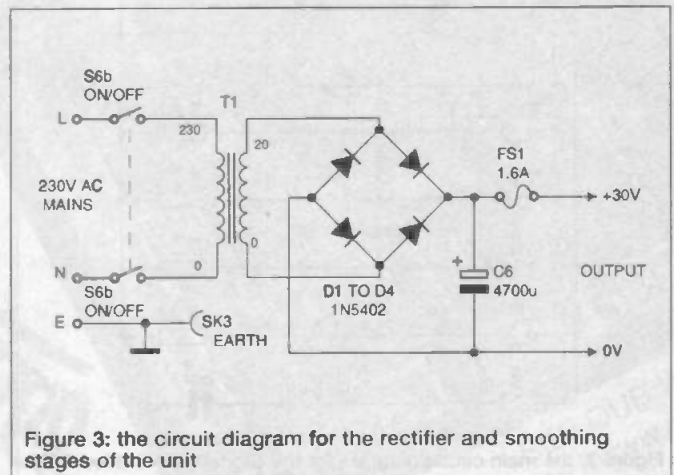 S6b
ON/OFF
T1
L
230
20
FS1
1.6A
+30V
230V AC
MAINS
+
C6
4700u
OUTPUT
N
0
0
S6b
ON/OFF
D1 TO D4
1N5402
E
SK3
EARTH
0V
Figure 3: the circuit diagram for the rectifier and smoothing
stages of the unit